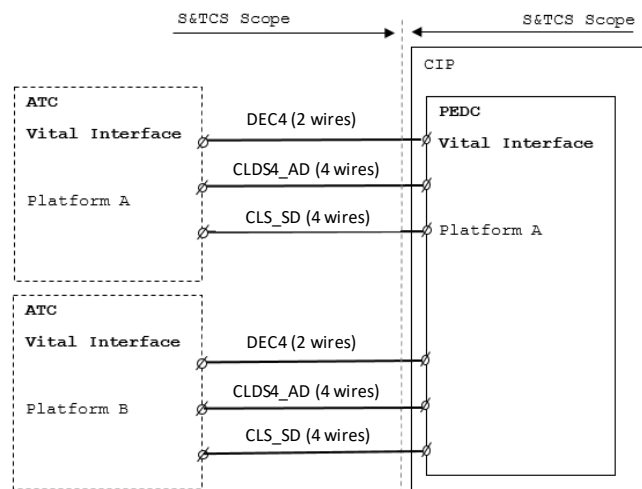 S&TCS Scope
S&TCS Scope
CIP
ATC
Vital Interface
Platform A
DEC4 (2 wires)
CLDS4_AD (4 wires)
CLS_SD (4 wires)
PEDC
Vital Interface
Platform A
ATC
Vital Interface
Platform B
DEC4 (2 wires)
CLDS4_AD (4 wires)
CLS_SD (4 wires)